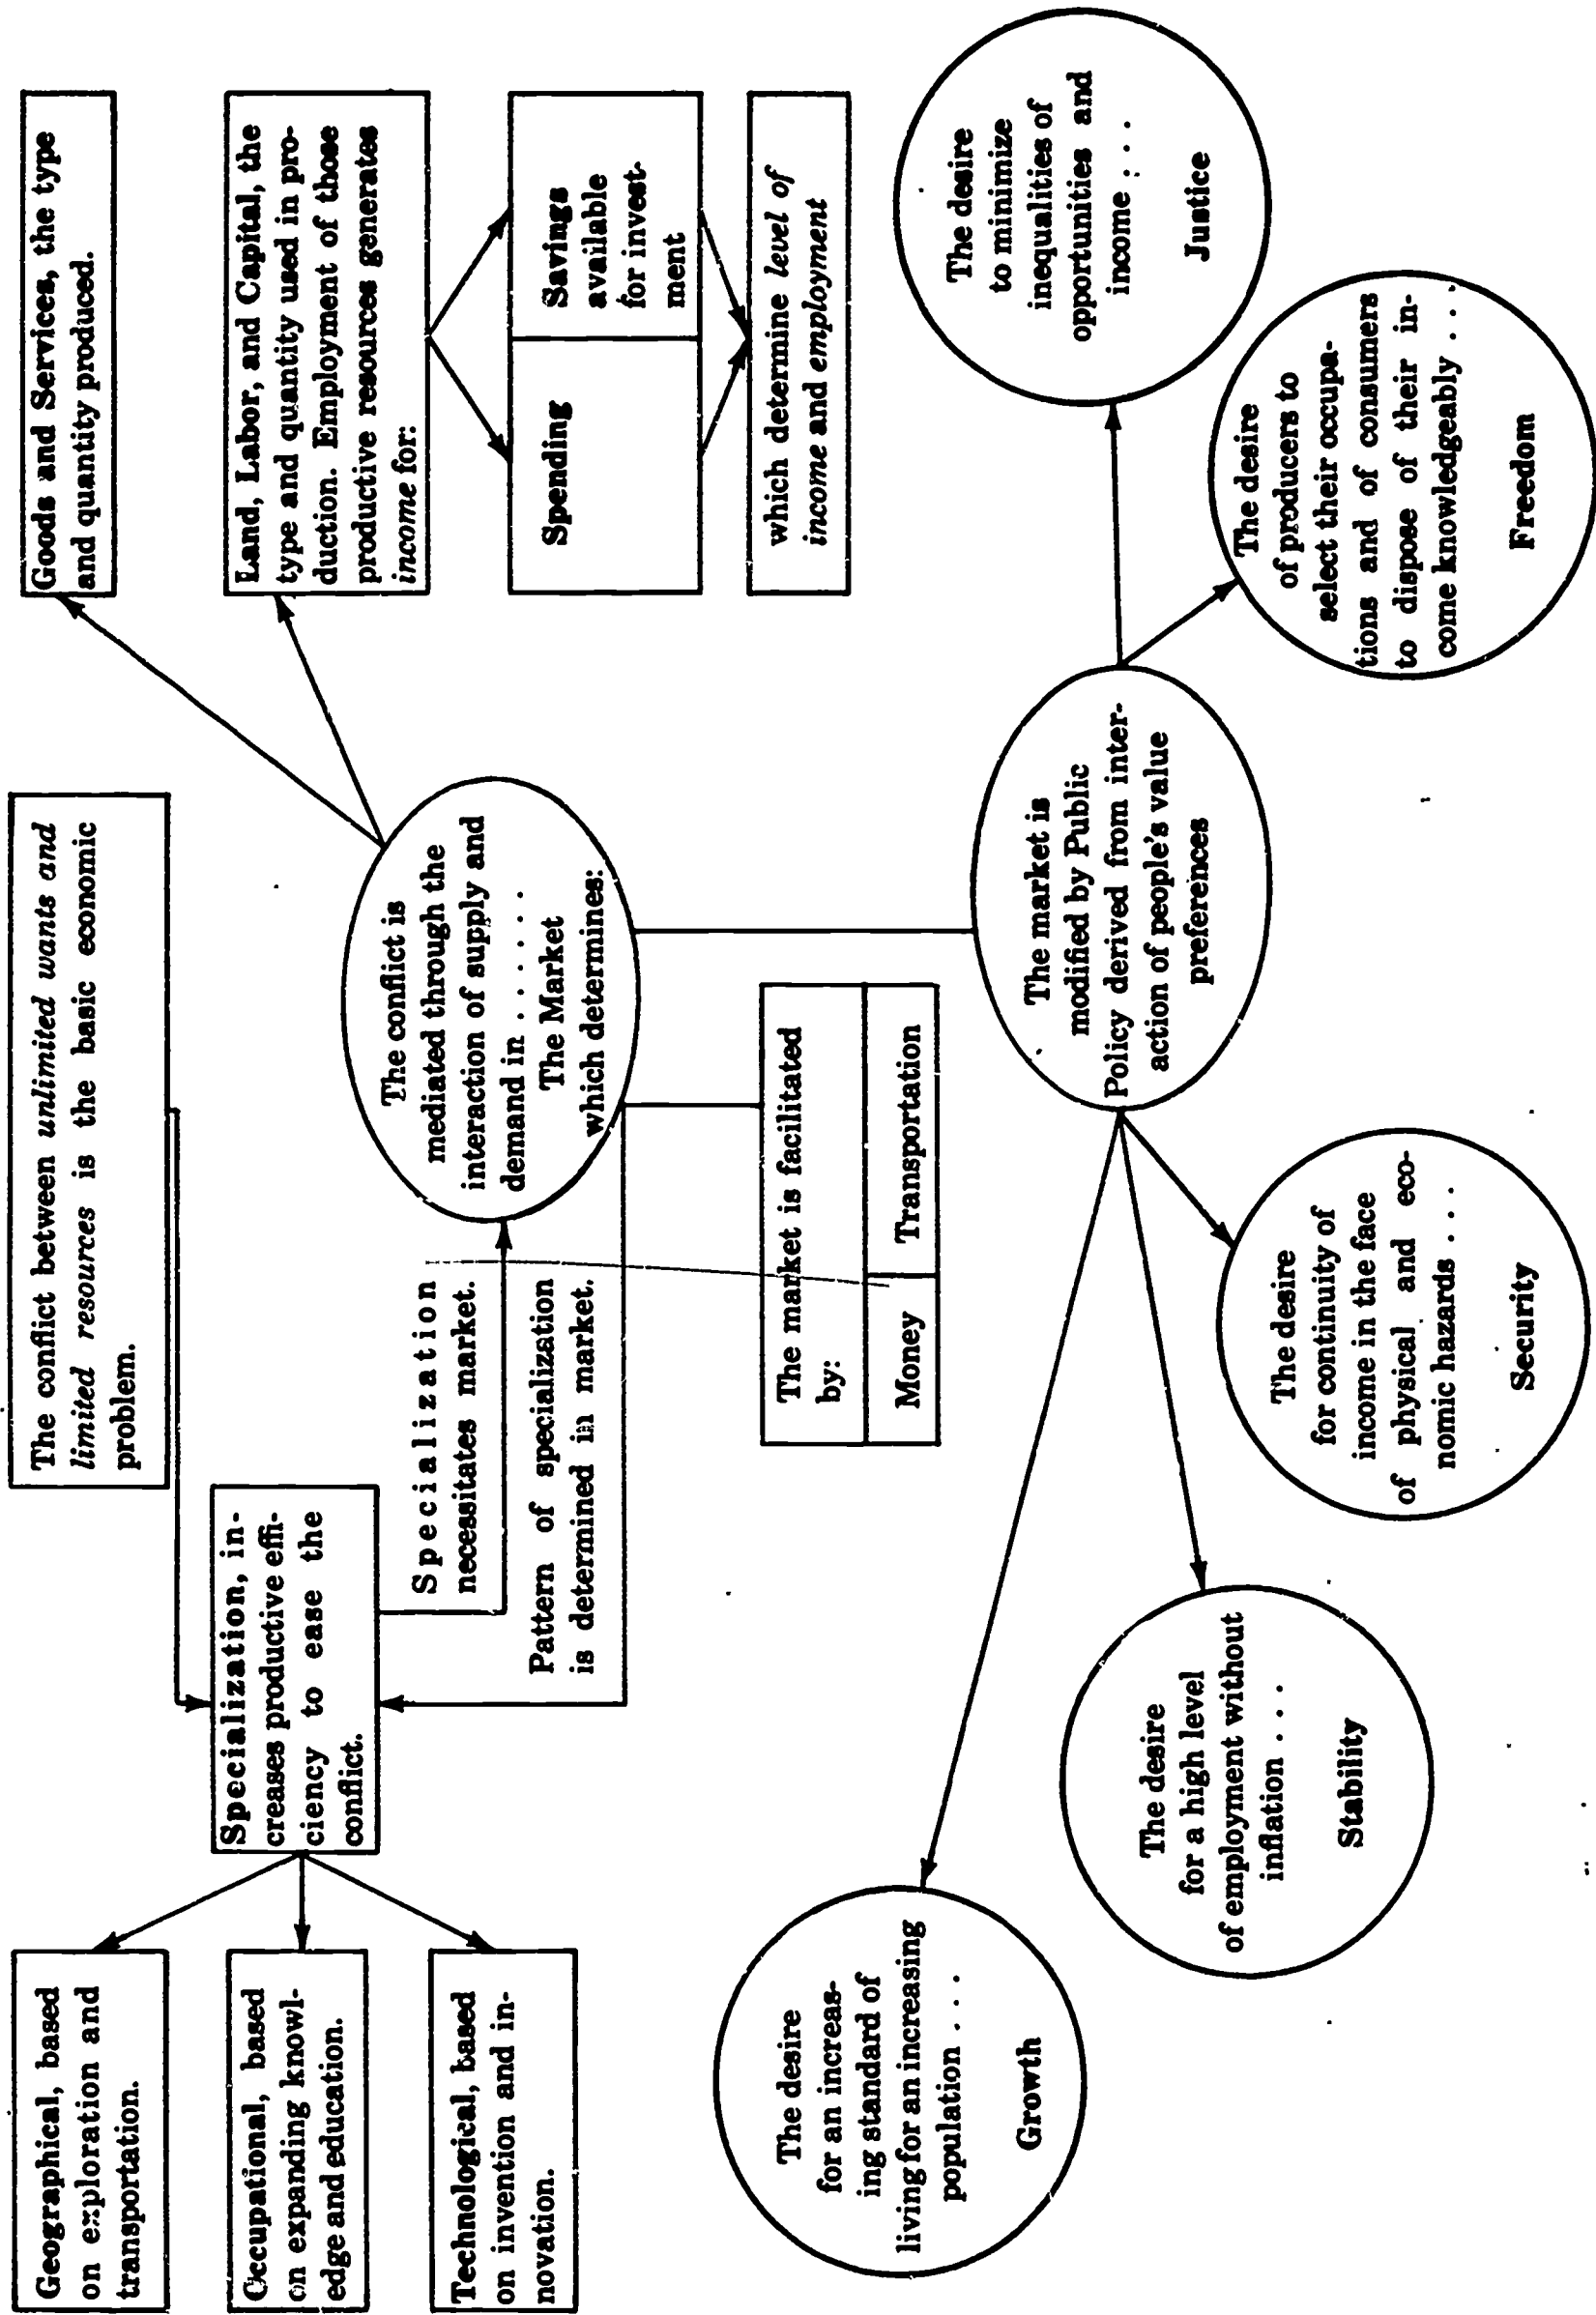 The conflict between unlimited wants and
limited resources is the basic economic
problem.
Geographical, based
on exploration and
transportation.
Occupational, based
on expanding knowl-
edge and education.
Technological, based
on invention and in-
novation.
Specialization, in-
creases productive effi-
ciency to ease the
conflict.
Specialization
necessitates market.
Pattern of specialization
is determined in market.
The conflict is
mediated through the
interaction of supply and
demand in ......
The Market
which determines:
Goods and Services, the type
and quantity produced.
Land, Labor, and Capital, the
type and quantity used in pro-
duction. Employment of those
productive resources generates
income for:
Spending
Savings
available
for invest-
ment
which determine level of
income and employment
The market is facilitated
by:
Money
Transportation
The market is
modified by Public
Policy derived from inter-
action of people's value
preferences
The desire
for an increas-
ing standard of
living for an increasing
population ....
Growth
The desire
for a high level
of employment without
inflation ....
Stability
The desire
for continuity of
income in the face
of physical and eco-
nomic hazards ....
Security
The desire
of producers to
select their occupa-
tions and of consumers
to dispose of their in-
come knowledgeably ...
Freedom
The desire
to minimize
inequalities of
opportunities and
income ....
Justice